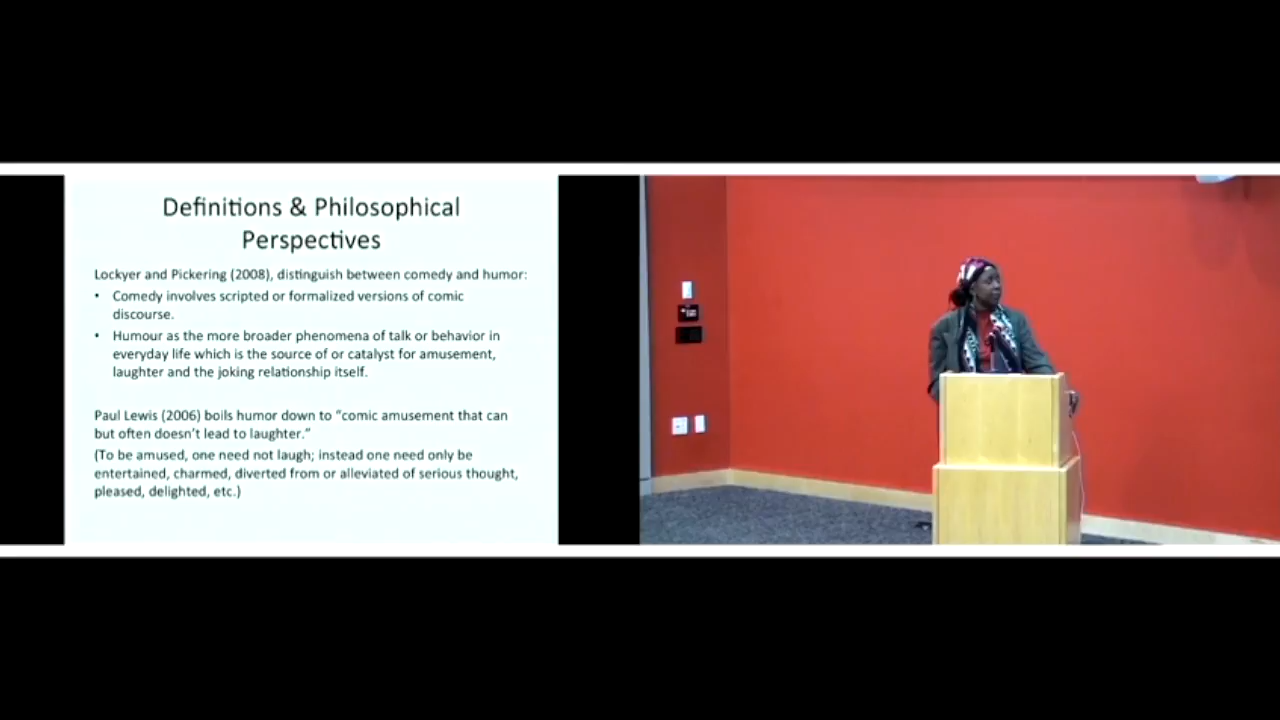 Definitions & Philosophical
Perspectives
Lockyer and Pickering (2008), distinguish between comedy and humor:
• Comedy involves scripted or formalized versions of comic
discourse.
• Humour as the more broader phenomena of talk or behavior in
everyday life which is the source of or catalyst for amusement,
laughter and the joking relationship itself.
Paul Lewis (2006) boils humor down to “comic amusement that can
but often doesn’t lead to laughter.”
(To be amused, one need not laugh; instead one need only be
entertained, charmed, diverted from or alleviated of serious thought,
pleased, delighted, etc.)